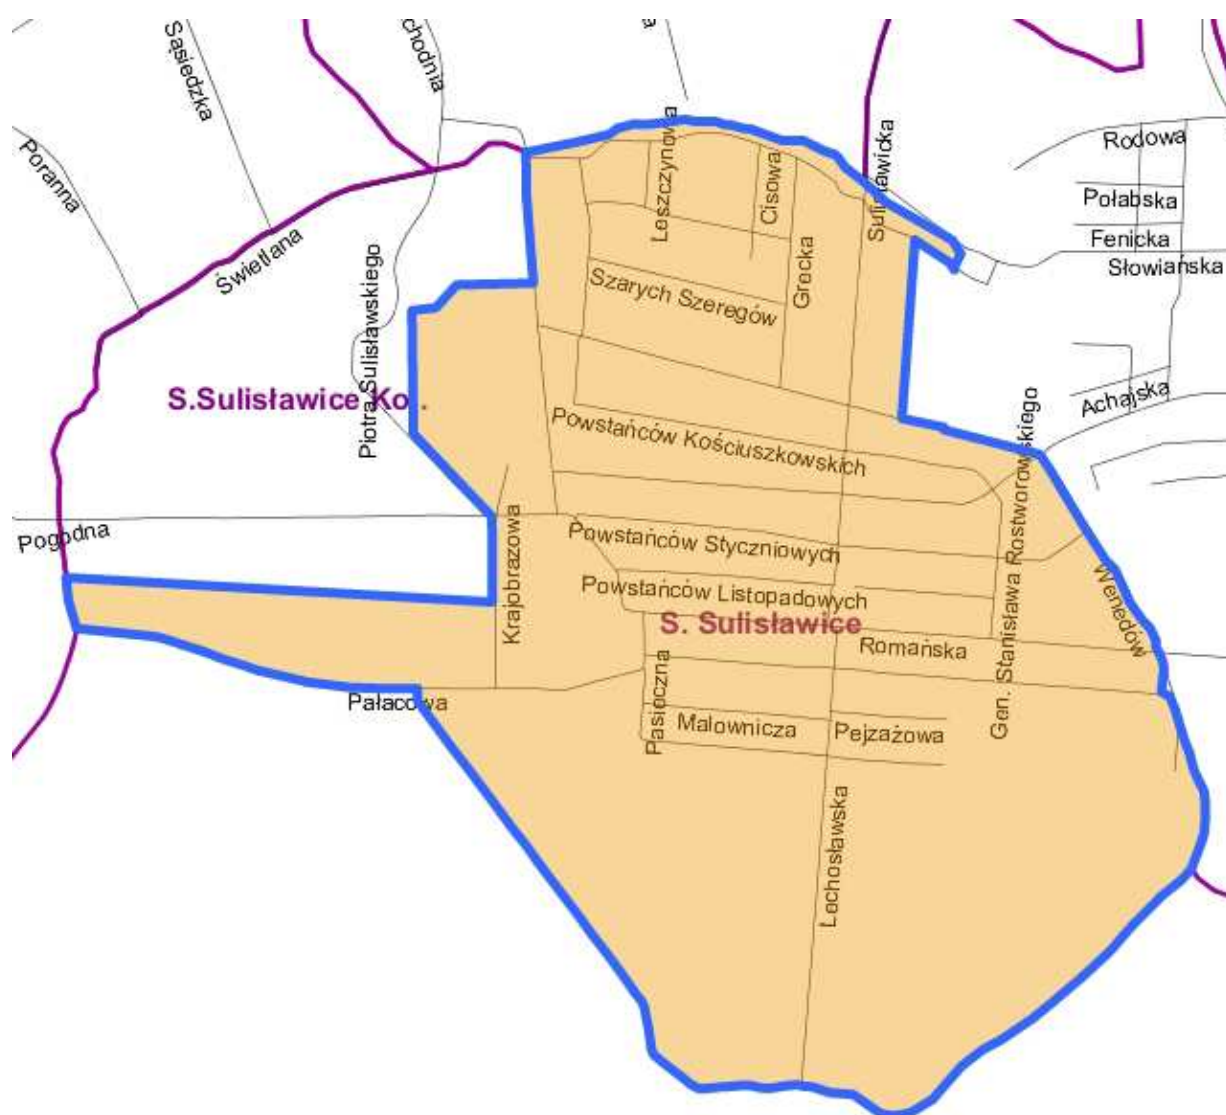 Sąsiedzka
chodnia
a
Poranna
Świetlana
Piotra Sulisławskiego
Leszczynowa
Cisowa
Grecka
Sulisławicka
Rodowa
Połabska
Fenicka
Słowiańska
Szarych Szeregów
S.Sulisławice Ko .
Achajska
Powstańców Kościuszkowskich
Gen. Stanisława Rostworowskiego
Pogodna
Krajobrazowa
Powstańców Styczniowych
Powstańców Listopadowych
S. Sulisławice
Wenedów
Romańska
Pałacowa
Pasieczna
Malownicza
Pejzażowa
Lechosławska